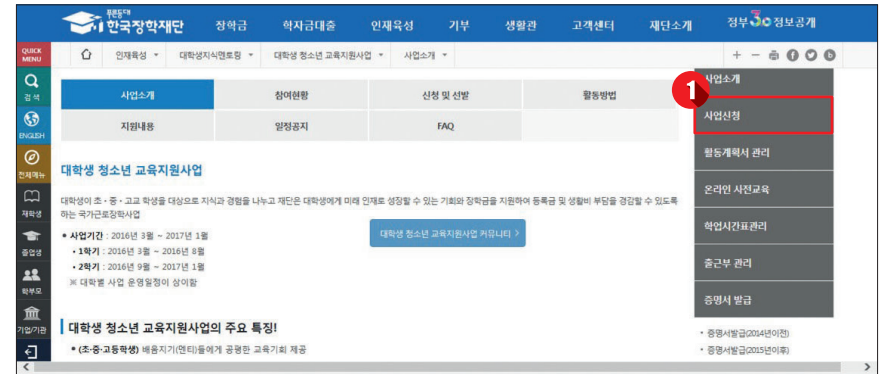 푸른등대
한국장학재단
장학금 학자금대출 인재육성 기부 생활관 고객센터 재단소개 정부3.0 정보공개
QUICK MENU
인재육성 대학생지식멘토링 대학생 청소년 교육지원사업 사업소개
검색
ENGLISH
전체메뉴
재학생
졸업생
학부모
기업/기관
사업소개 참여현황 신청 및 선발 활동방법
지원내용 일정공지 FAQ
대학생 청소년 교육지원사업
대학생이 초・중・고교 학생을 대상으로 지식과 경험을 나누고 재단은 대학생에게 미래 인재로 성장할 수 있는 기회와 장학금을 지원하여 등록금 및 생활비 부담을 경감할 수 있도록
하는 국가근로장학사업
• 사업기간 : 2016년 3월 ~ 2017년 1월
• 1학기 : 2016년 3월 ~ 2016년 8월
• 2학기 : 2016년 9월 ~ 2017년 1월
※ 대학별 사업 운영일정이 상이함
대학생 청소년 교육지원사업 커뮤니티 >
대학생 청소년 교육지원사업의 주요 특징!
• (초·중·고등학생) 배움지기(멘티)들에게 공평한 교육기회 제공
1
사업소개
사업신청
활동계획서 관리
온라인 사전교육
학업시간표관리
출근부 관리
증명서 발급
• 증명서발급(2014년이전)
• 증명서발급(2015년이후)